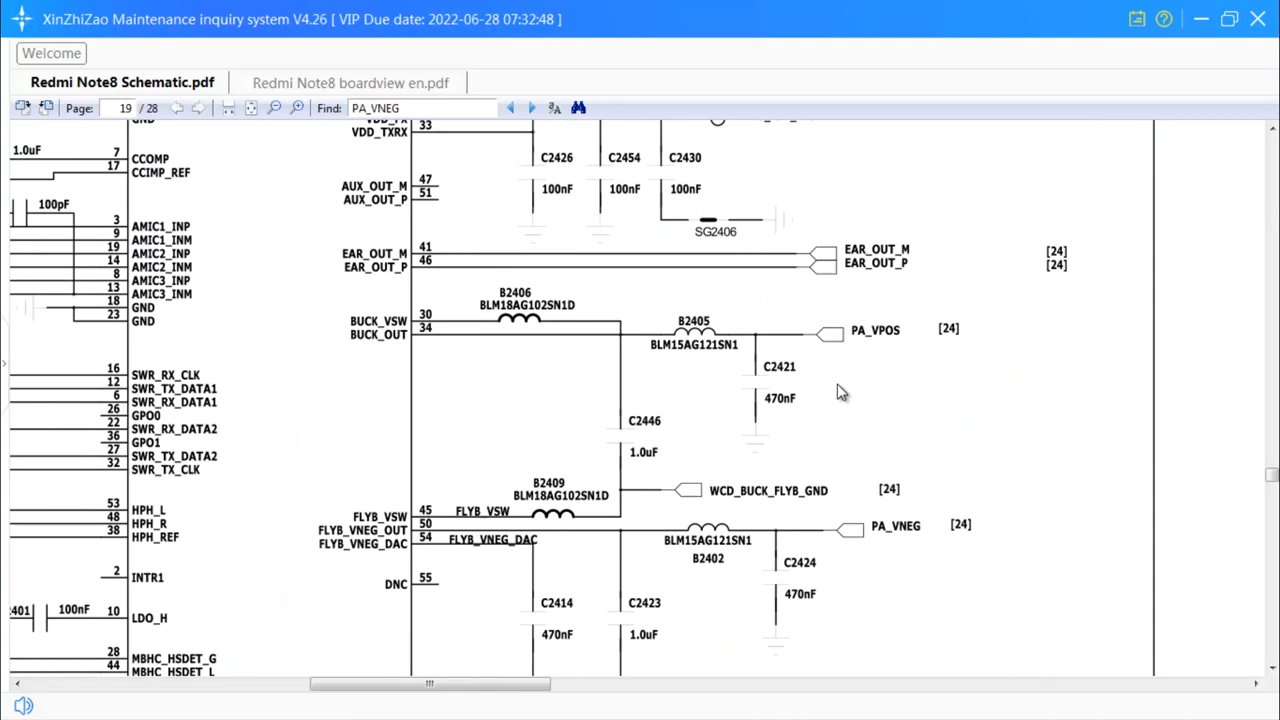 XinZhiZao Maintenance inquiry system V4.26 [ VIP Due date: 2022-06-28 07:32:48 ]
Welcome
Redmi Note8 Schematic.pdf
Redmi Note8 boardview en.pdf
Page: 19 / 28 Find: PA_VNEG
GND
1.0uF
7 CCOMP
17 CCIMP_REF
100pF
3 AMIC1_INP
9 AMIC1_INM
19 AMIC2_INP
14 AMIC2_INM
8 AMIC3_INP
13 AMIC3_INM
18 GND
23 GND
16 SWR_RX_CLK
12 SWR_TX_DATA1
6 SWR_RX_DATA1
26 GPO0
22 SWR_RX_DATA2
36 GPO1
27 SWR_TX_DATA2
32 SWR_TX_CLK
53 HPH_L
48 HPH_R
38 HPH_REF
2 INTR1
2401 100nF 10 LDO_H
28 MBHC_HSDET_G
44 MBHC_HSDET_L
VDD_TXRX 33
C2426 C2454 C2430
100nF 100nF 100nF
AUX_OUT_M 47
AUX_OUT_P 51
SG2406
EAR_OUT_M 41 EAR_OUT_M [24]
EAR_OUT_P 46 EAR_OUT_P [24]
B2406
BLM18AG102SN1D
BUCK_VSW 30
BUCK_OUT 34
B2405
BLM15AG121SN1
PA_VPOS [24]
C2421
470nF
C2446
1.0uF
B2409
BLM18AG102SN1D
WCD_BUCK_FLYB_GND [24]
FLYB_VSW 45 FLYB_VSW
FLYB_VNEG_OUT 50
FLYB_VNEG_DAC 54 FLYB_VNEG_DAC
PA_VNEG [24]
BLM15AG121SN1
B2402
C2424
470nF
DNC 55
C2414 C2423
470nF 1.0uF